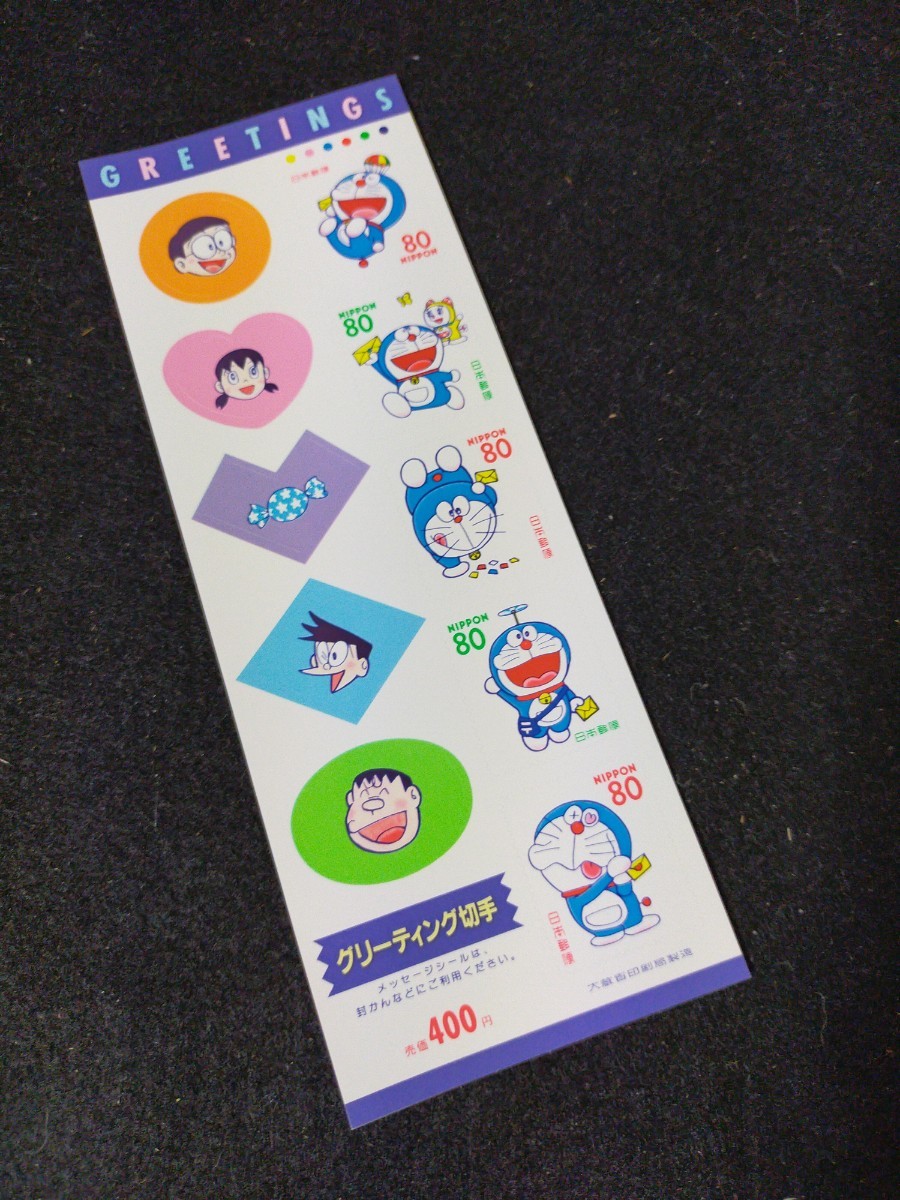 GREETINGS
日本郵便
80
NIPPON
NIPPON
80
日本郵便
NIPPON
80
日本郵便
NIPPON
80
日本郵便
NIPPON
80
日本郵便
グリーティング切手
メッセージシールは、
封かんなどにご利用ください。
売価400円
大蔵省印刷局製造